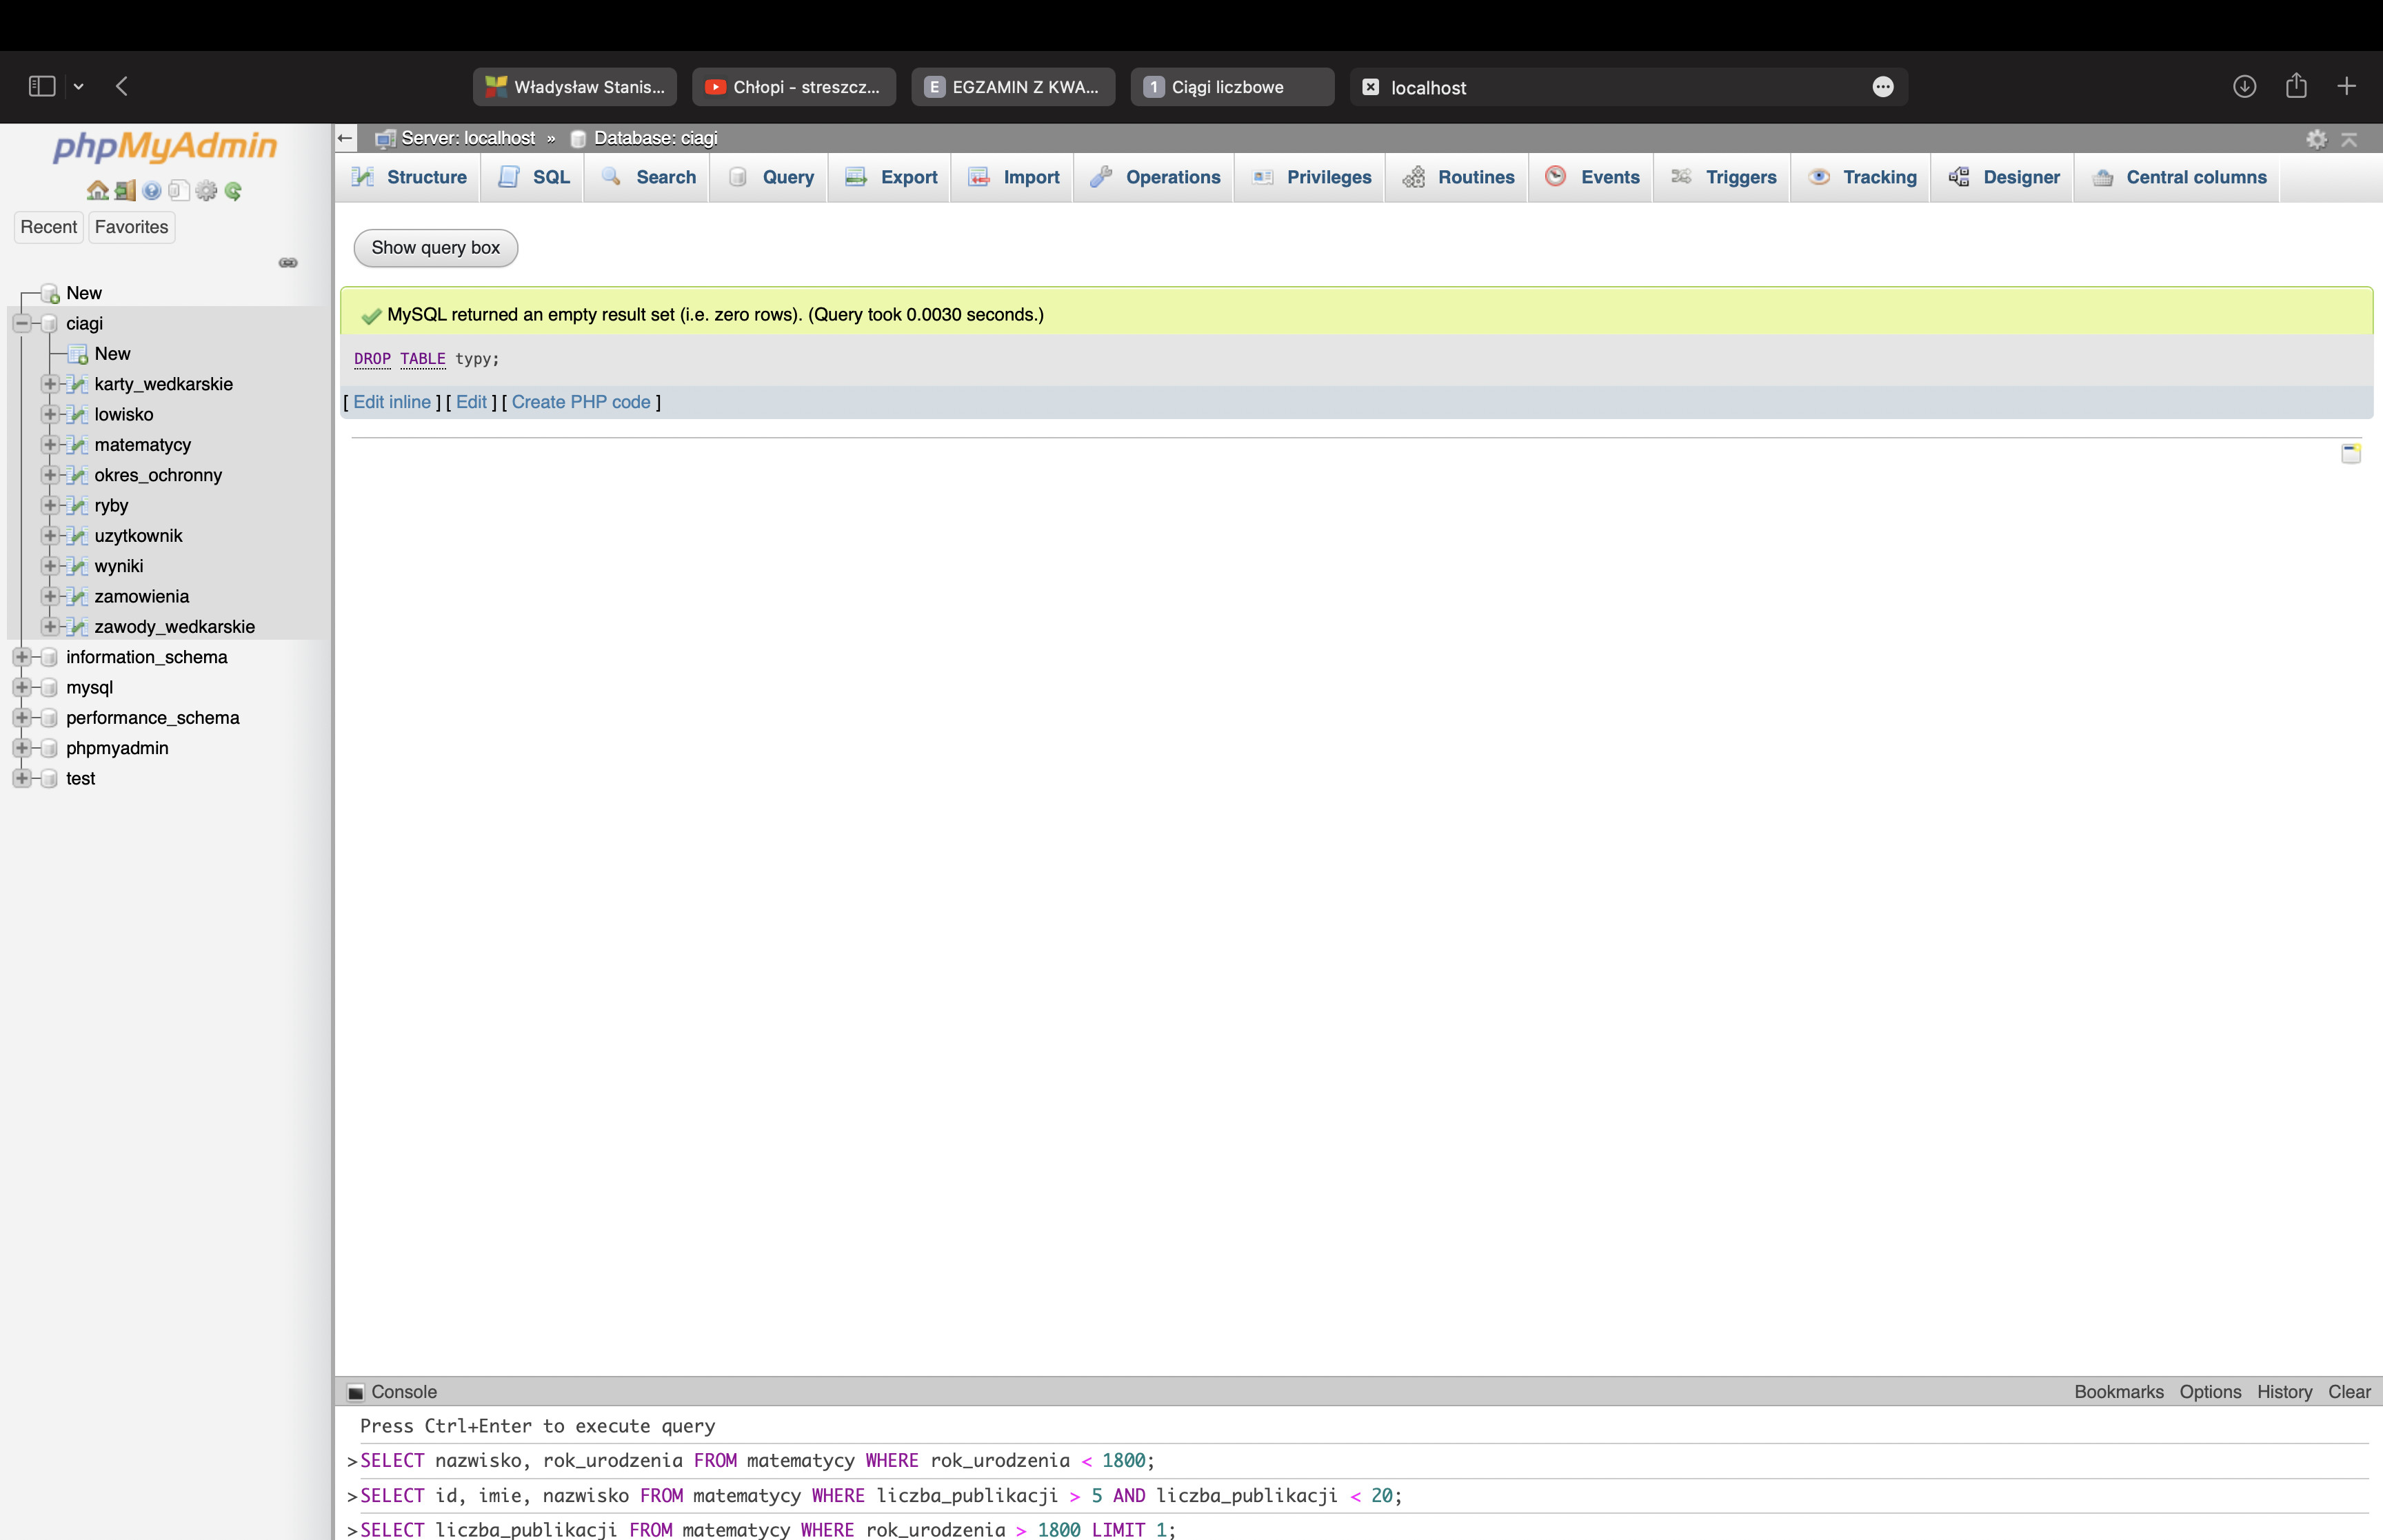 Władysław Stanis...
Chłopi - streszcz...
E EGZAMIN Z KWA...
1 Ciągi liczbowe
localhost
phpMyAdmin
Recent Favorites
New
ciagi
New
karty_wedkarskie
lowisko
matematycy
okres_ochronny
ryby
uzytkownik
wyniki
zamowienia
zawody_wedkarskie
information_schema
mysql
performance_schema
phpmyadmin
test
Server: localhost » Database: ciagi
Structure SQL Search Query Export Import Operations Privileges Routines Events Triggers Tracking Designer Central columns
Show query box
MySQL returned an empty result set (i.e. zero rows). (Query took 0.0030 seconds.)
DROP TABLE typy;
[ Edit inline ] [ Edit ] [ Create PHP code ]
Console Bookmarks Options History Clear
Press Ctrl+Enter to execute query
>SELECT nazwisko, rok_urodzenia FROM matematycy WHERE rok_urodzenia < 1800;
>SELECT id, imie, nazwisko FROM matematycy WHERE liczba_publikacji > 5 AND liczba_publikacji < 20;
>SELECT liczba_publikacji FROM matematycy WHERE rok_urodzenia > 1800 LIMIT 1;